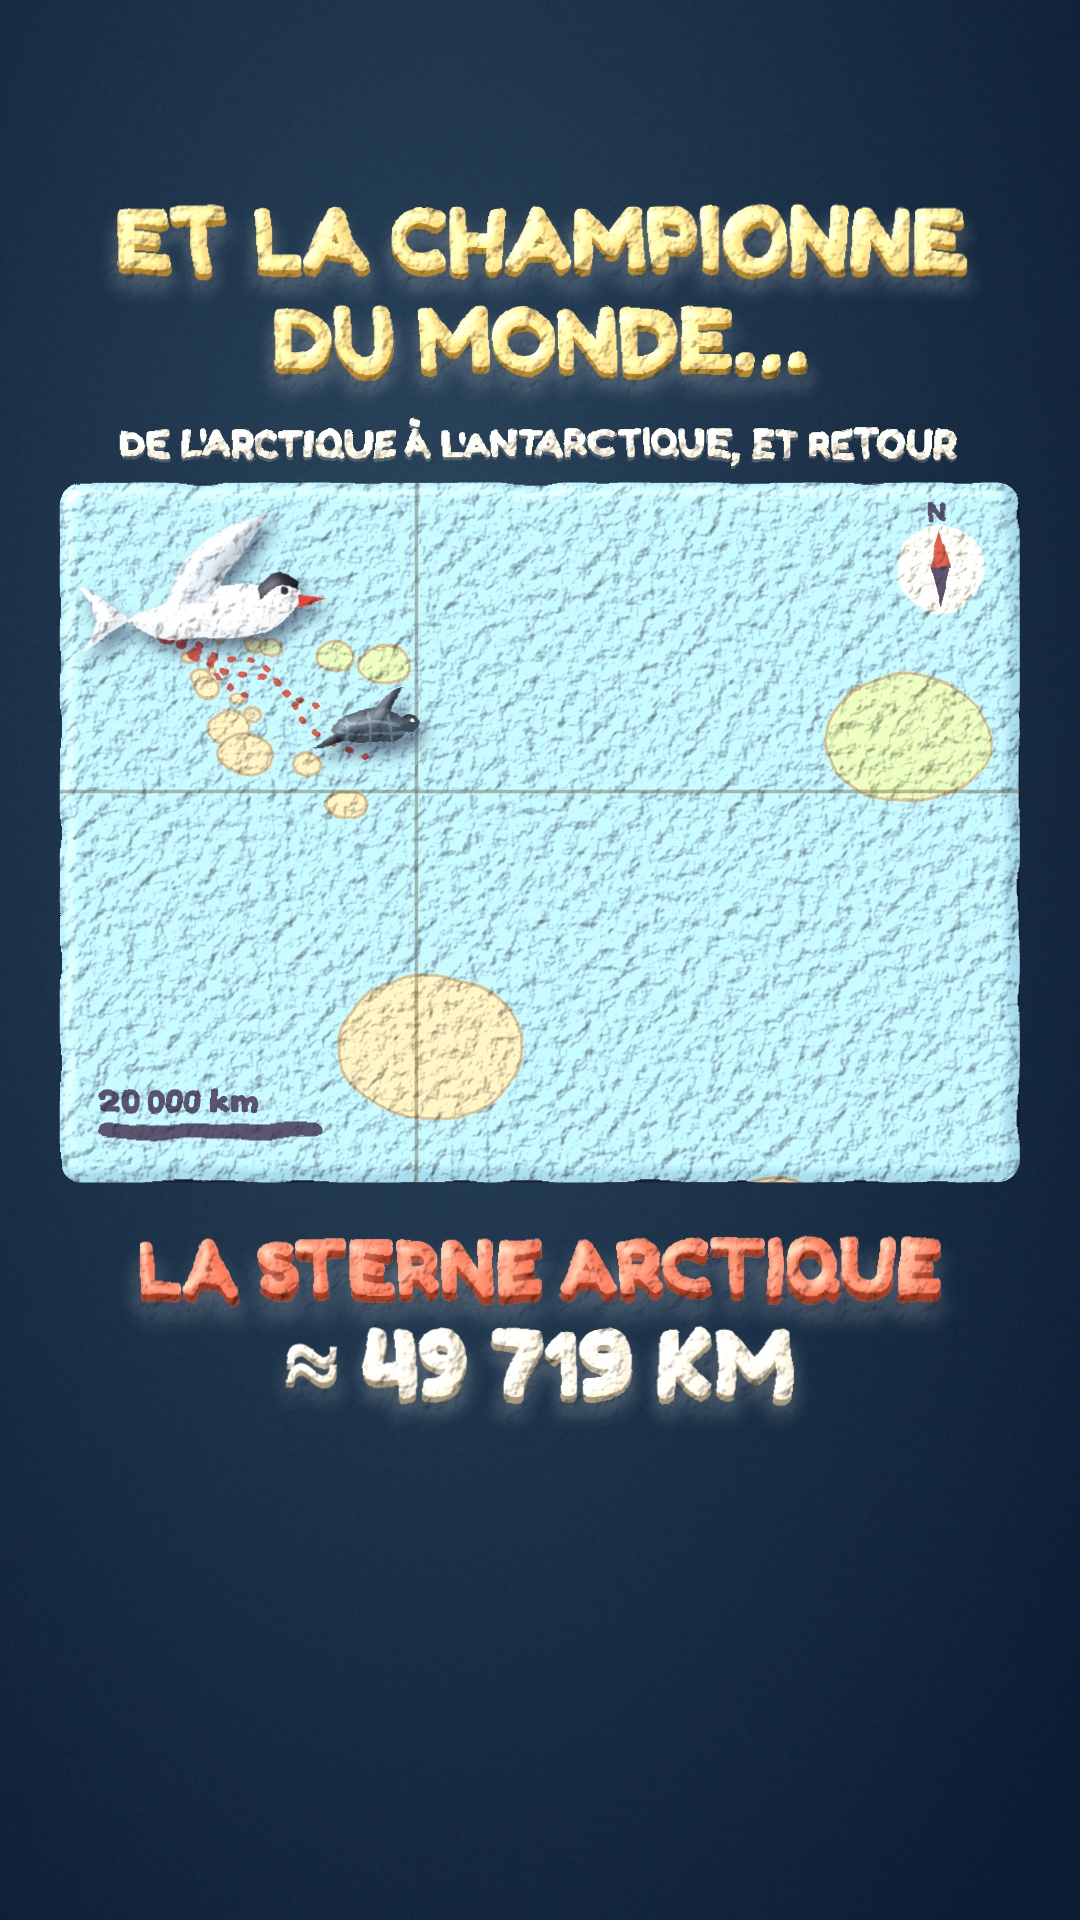 ET LA CHAMPIONNE
DU MONDE...
DE L'ARCTIQUE À L'ANTARCTIQUE, ET RETOUR
N
20 000 km
LA STERNE ARCTIQUE
≈ 49 719 KM